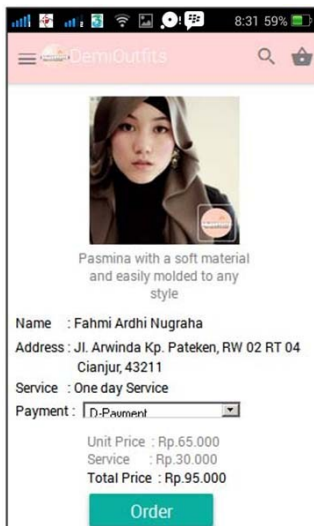 8:31 59%
DemiOutfits
Pasmina with a soft material
and easily molded to any
style
Name : Fahmi Ardhi Nugraha
Address : Jl. Arwinda Kp. Pateken, RW 02 RT 04
Cianjur, 43211
Service : One day Service
Payment : D-Payment
Unit Price : Rp.65.000
Service : Rp.30.000
Total Price : Rp.95.000
Order